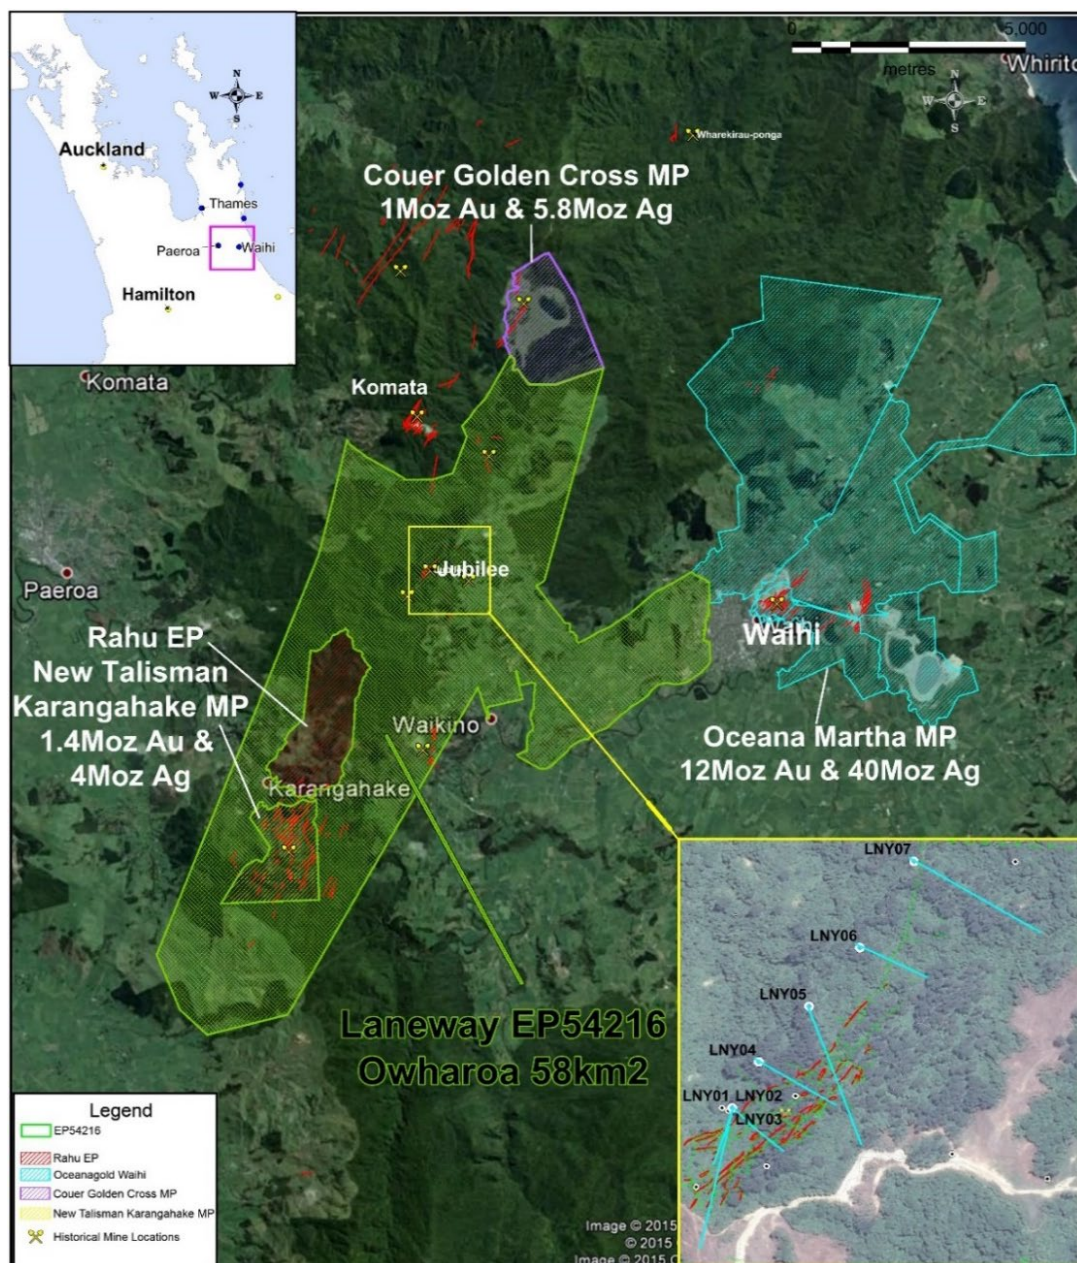 N
W E
S
Auckland
Thames
Paeroa
Waihi
Hamilton
0 5,000
metres
Whirito
N
W E
S
Wharekirau-ponga
Couer Golden Cross MP
1Moz Au & 5.8Moz Ag
Komata
Komata
Jubilee
Paeroa
Rahu EP
New Talisman
Karangahake MP
1.4Moz Au &
4Moz Ag
Waihi
Waikino
Oceana Martha MP
12Moz Au & 40Moz Ag
Karangahake
Laneway EP54216
Owharoa 58km2
LNY07
LNY06
LNY05
LNY04
LNY01 LNY02
LNY03
Legend
EP54216
Rahu EP
Oceanagold Waihi
Couer Golden Cross MP
New Talisman Karangahake MP
Historical Mine Locations
Image © 2015
© 2015
Image © 2015